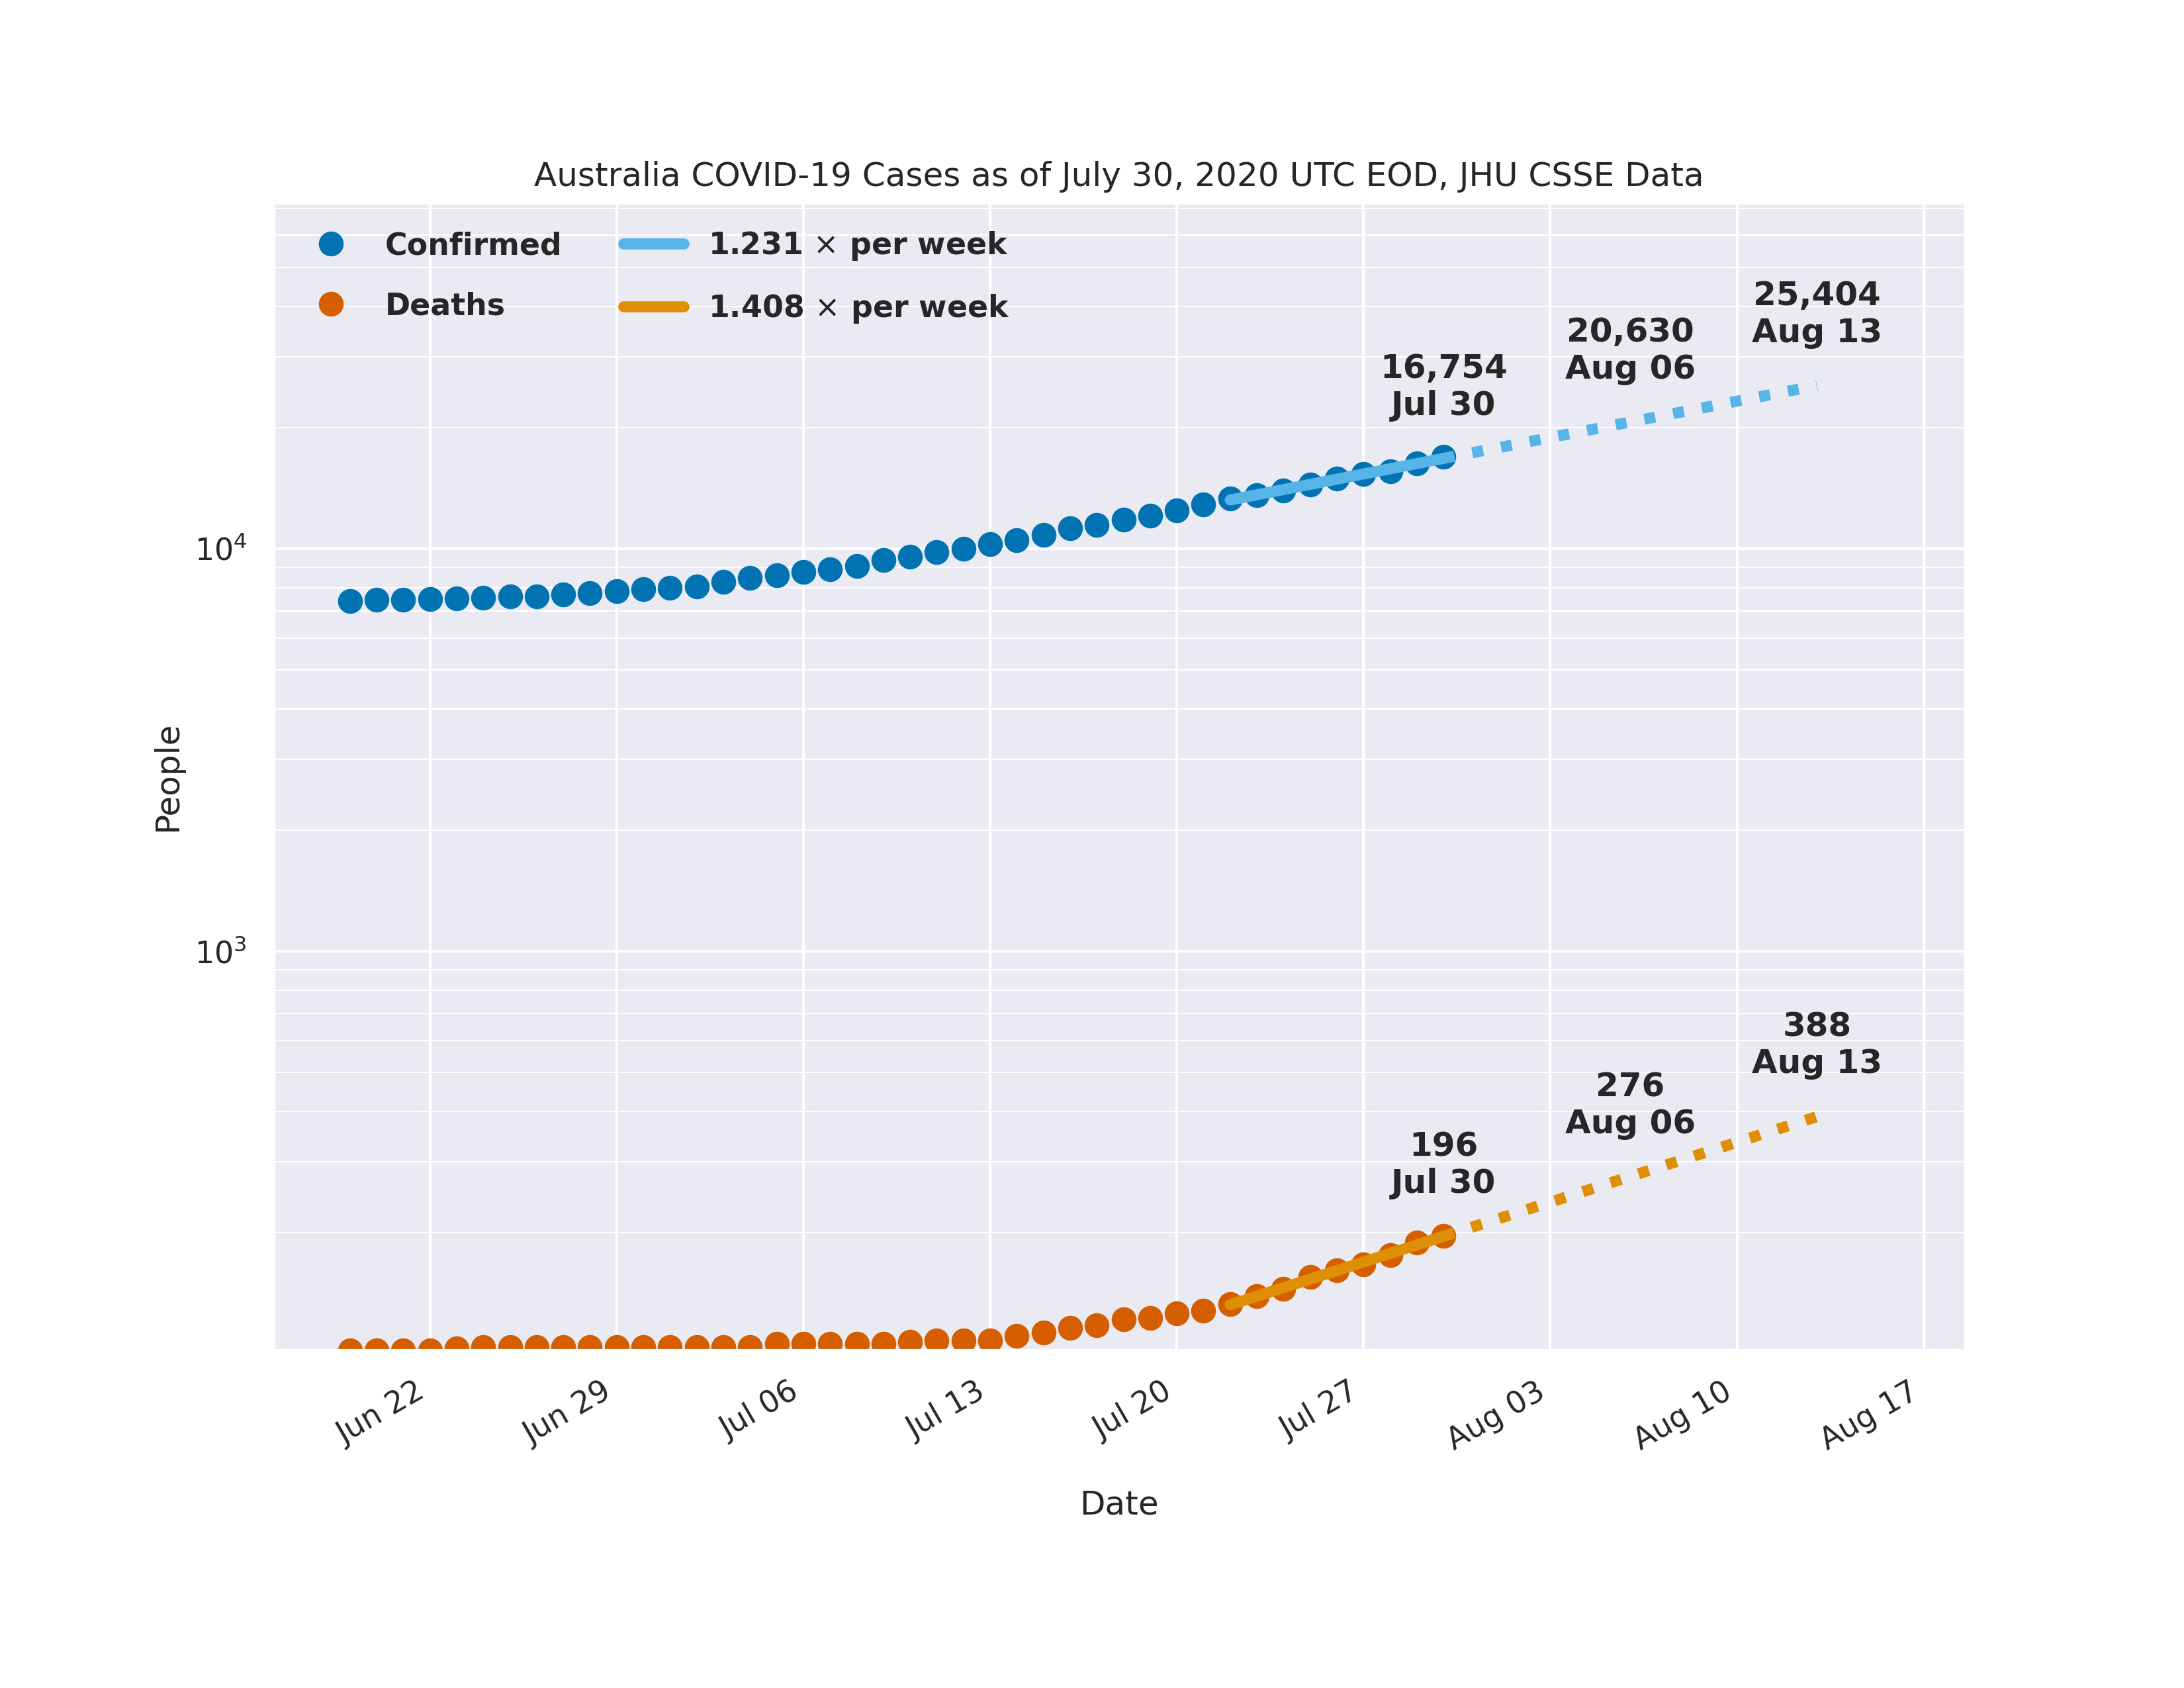 Australia COVID-19 Cases as of July 30, 2020 UTC EOD, JHU CSSE Data
Confirmed
Deaths
1.231 × per week
1.408 × per week
25,404
Aug 13
20,630
Aug 06
16,754
Jul 30
10⁴
10³
People
388
Aug 13
276
Aug 06
196
Jul 30
Jun 22
Jun 29
Jul 06
Jul 13
Jul 20
Jul 27
Aug 03
Aug 10
Aug 17
Date